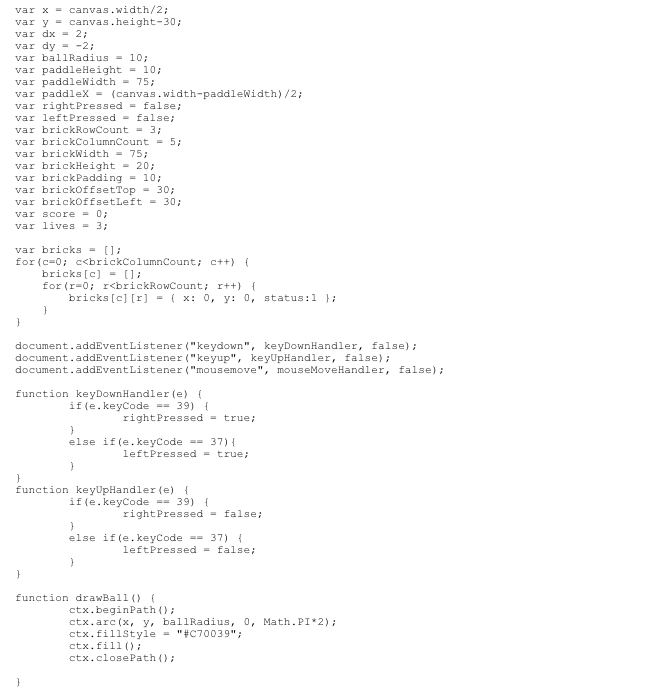 var x = canvas.width/2;
var y = canvas.height-30;
var dx = 2;
var dy = -2;
var ballRadius = 10;
var paddleHeight = 10;
var paddleWidth = 75;
var paddleX = (canvas.width-paddleWidth)/2;
var rightPressed = false;
var leftPressed = false;
var brickRowCount = 3;
var brickColumnCount = 5;
var brickWidth = 75;
var brickHeight = 20;
var brickPadding = 10;
var brickOffsetTop = 30;
var brickOffsetLeft = 30;
var score = 0;
var lives = 3;

var bricks = [];
for(c=0; c<brickColumnCount; c++) {
    bricks[c] = [];
    for(r=0; r<brickRowCount; r++) {
        bricks[c][r] = { x: 0, y: 0, status:1 };
    }
}

document.addEventListener("keydown", keyDownHandler, false);
document.addEventListener("keyup", keyUpHandler, false);
document.addEventListener("mousemove", mouseMoveHandler, false);

function keyDownHandler(e) {
        if(e.keyCode == 39) {
                rightPressed = true;
        }
        else if(e.keyCode == 37){
                leftPressed = true;
        }
}
function keyUpHandler(e) {
        if(e.keyCode == 39) {
                rightPressed = false;
        }
        else if(e.keyCode == 37) {
                leftPressed = false;
        }
}

function drawBall() {
        ctx.beginPath();
        ctx.arc(x, y, ballRadius, 0, Math.PI*2);
        ctx.fillStyle = "#C70039";
        ctx.fill();
        ctx.closePath();

}